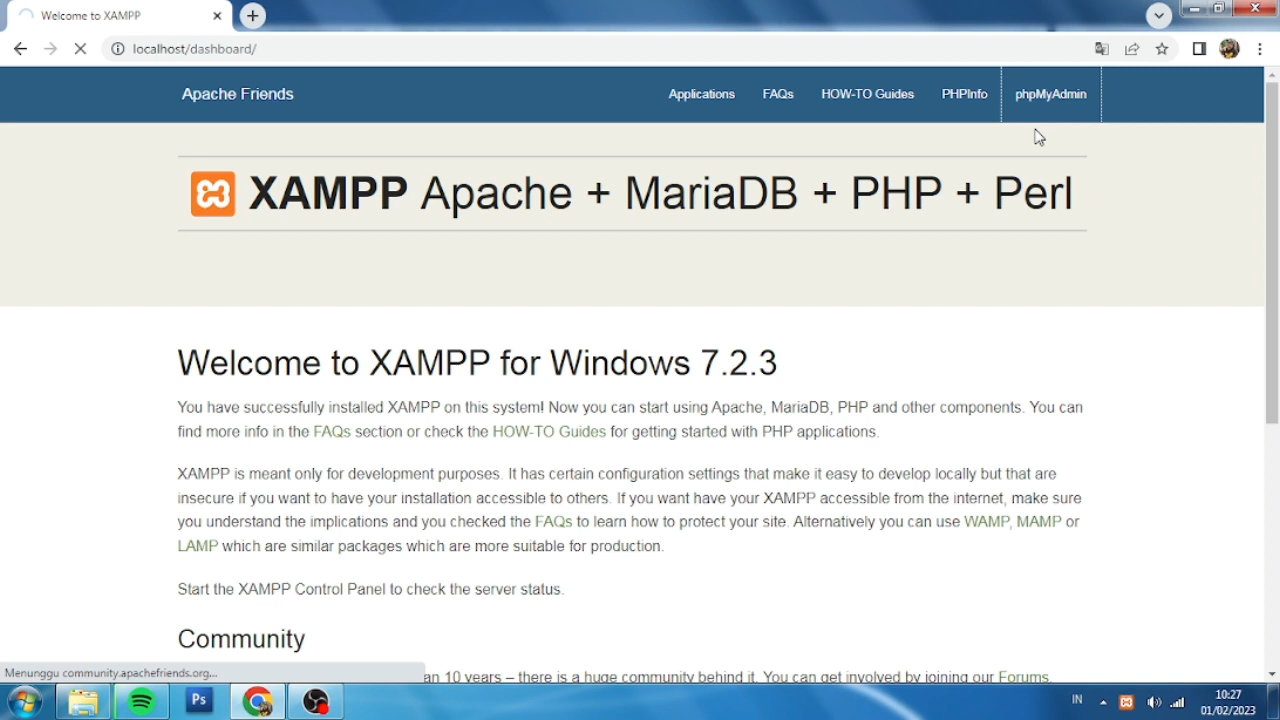 Welcome to XAMPP
localhost/dashboard/
Apache Friends
Applications
FAQs
HOW-TO Guides
PHPInfo
phpMyAdmin
XAMPP Apache + MariaDB + PHP + Perl
Welcome to XAMPP for Windows 7.2.3
You have successfully installed XAMPP on this system! Now you can start using Apache, MariaDB, PHP and other components. You can
find more info in the FAQs section or check the HOW-TO Guides for getting started with PHP applications.
XAMPP is meant only for development purposes. It has certain configuration settings that make it easy to develop locally but that are
insecure if you want to have your installation accessible to others. If you want have your XAMPP accessible from the internet, make sure
you understand the implications and you checked the FAQs to learn how to protect your site. Alternatively you can use WAMP, MAMP or
LAMP which are similar packages which are more suitable for production.
Start the XAMPP Control Panel to check the server status.
Community
an 10 years – there is a huge community behind it. You can get involved by joining our Forums,
Menunggu community.apachefriends.org...
Ps
IN
10:27
01/02/2023